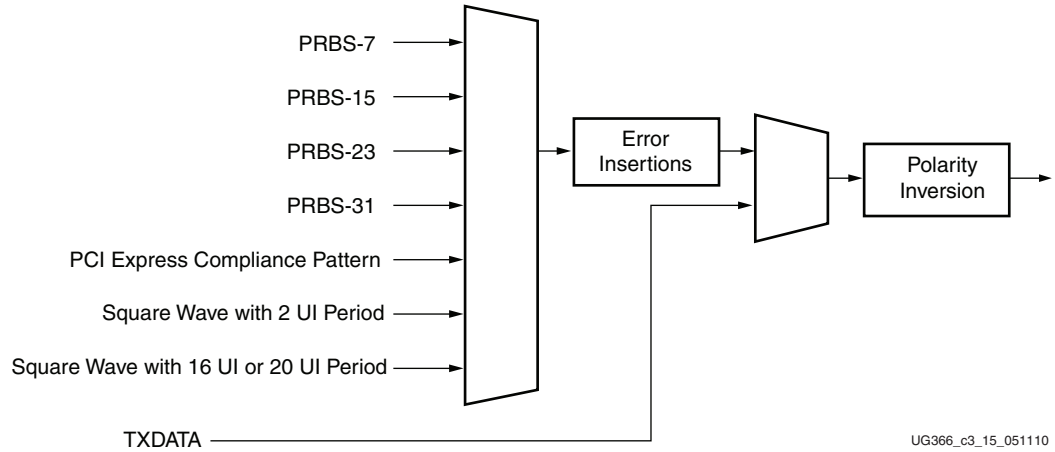 PRBS-7
PRBS-15
PRBS-23
PRBS-31
PCI Express Compliance Pattern
Square Wave with 2 UI Period
Square Wave with 16 UI or 20 UI Period
TXDATA
Error
Insertions
Polarity
Inversion
UG366_c3_15_051110